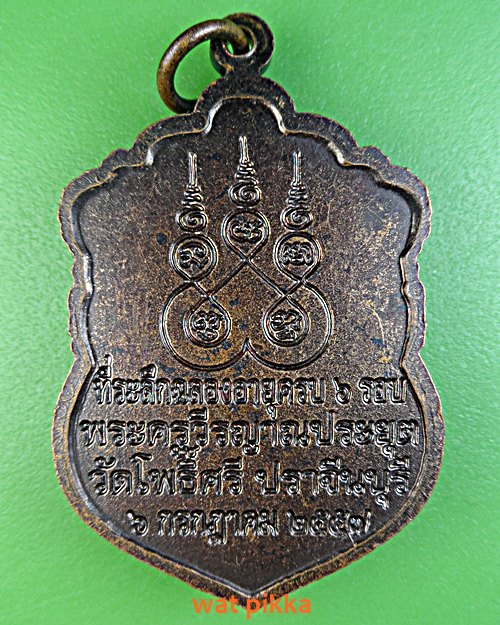 ที่ระลึกฉลองอายุครบ ๖ รอบ
พระครูวีรญาณประยุต
วัดโพธิ์ศรี ปราจีนบุรี
๖ กรกฎาคม ๒๕๕๗
wat pikka